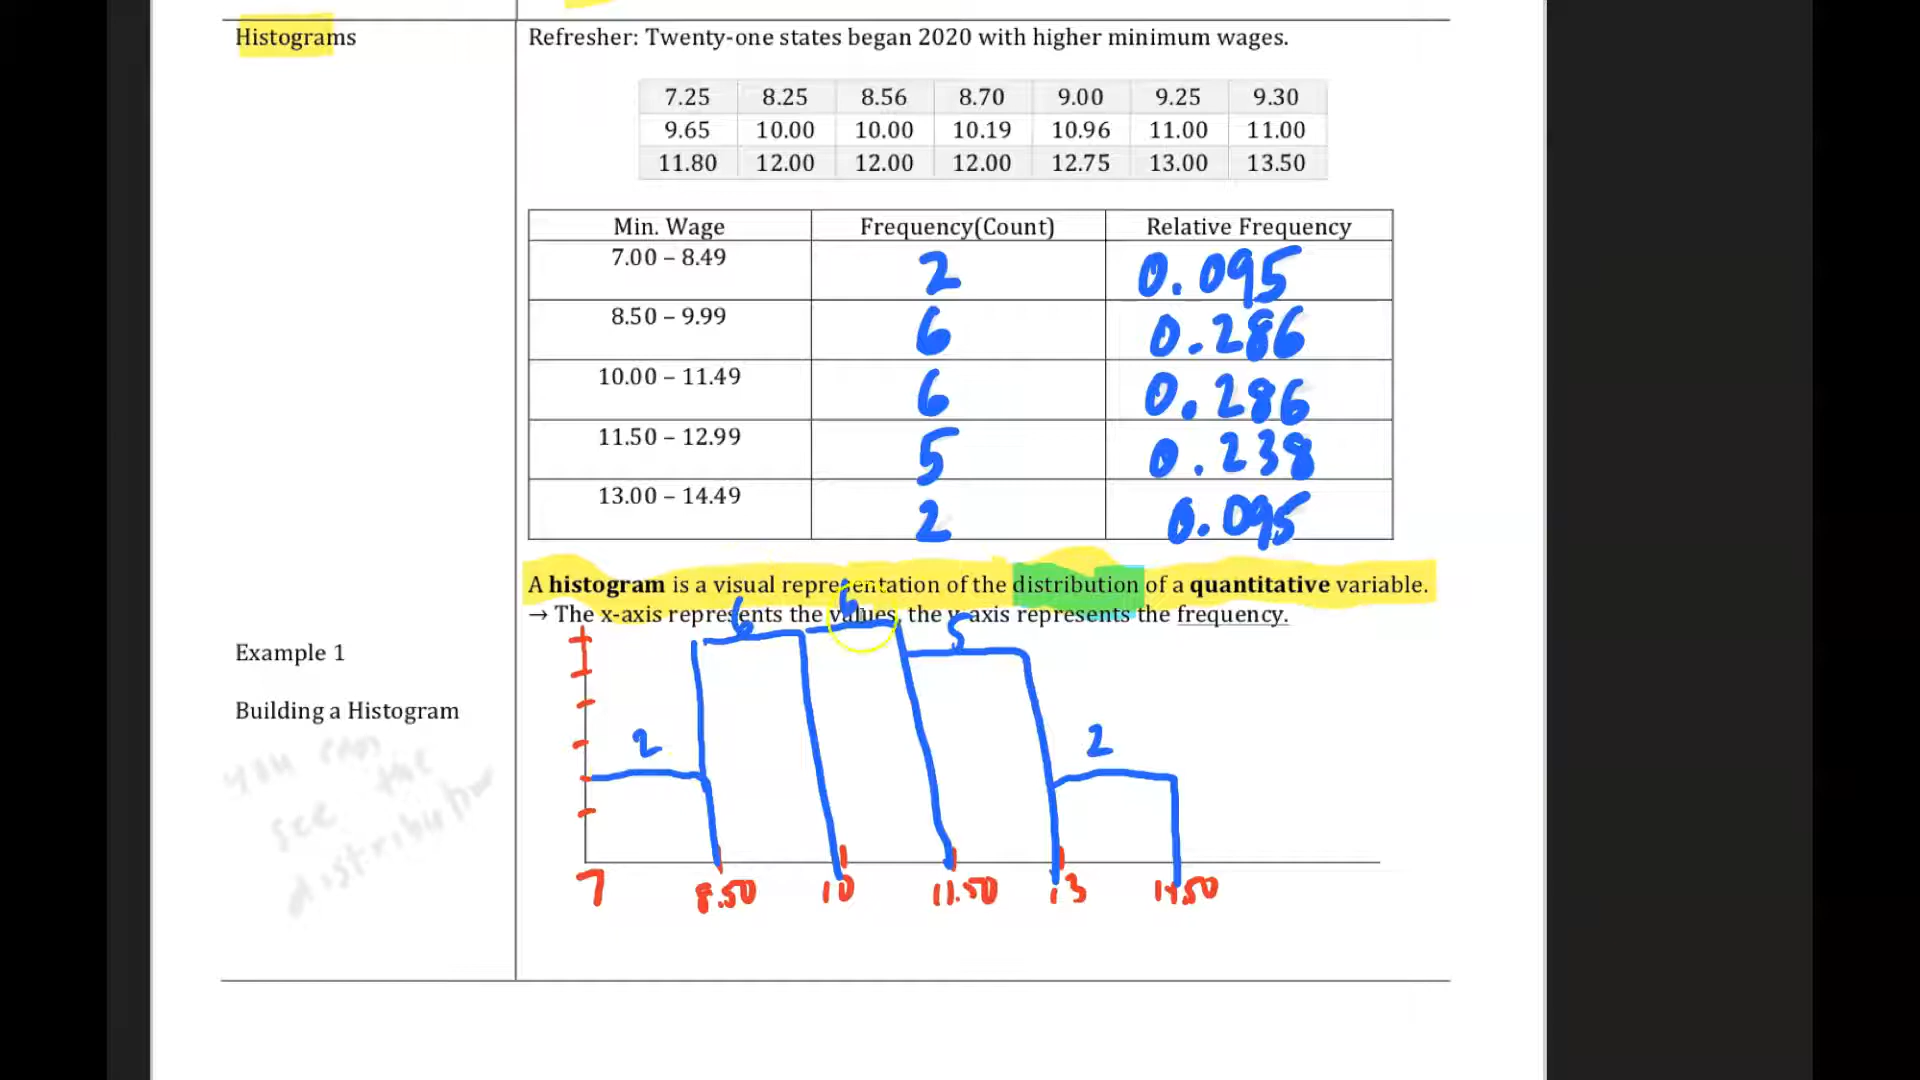 Histograms
Refresher: Twenty-one states began 2020 with higher minimum wages.
7.25 8.25 8.56 8.70 9.00 9.25 9.30
9.65 10.00 10.00 10.19 10.96 11.00 11.00
11.80 12.00 12.00 12.00 12.75 13.00 13.50
Min. Wage Frequency(Count) Relative Frequency
7.00 – 8.49 2 0.095
8.50 – 9.99 6 0.286
10.00 – 11.49 6 0.286
11.50 – 12.99 5 0.238
13.00 – 14.49 2 0.095
A histogram is a visual representation of the distribution of a quantitative variable.
→ The x-axis represents the values, the y-axis represents the frequency.
6 6 5
2 2
7 8.50 10 11.50 13 14.50
Example 1
Building a Histogram
you can
see the
distribution